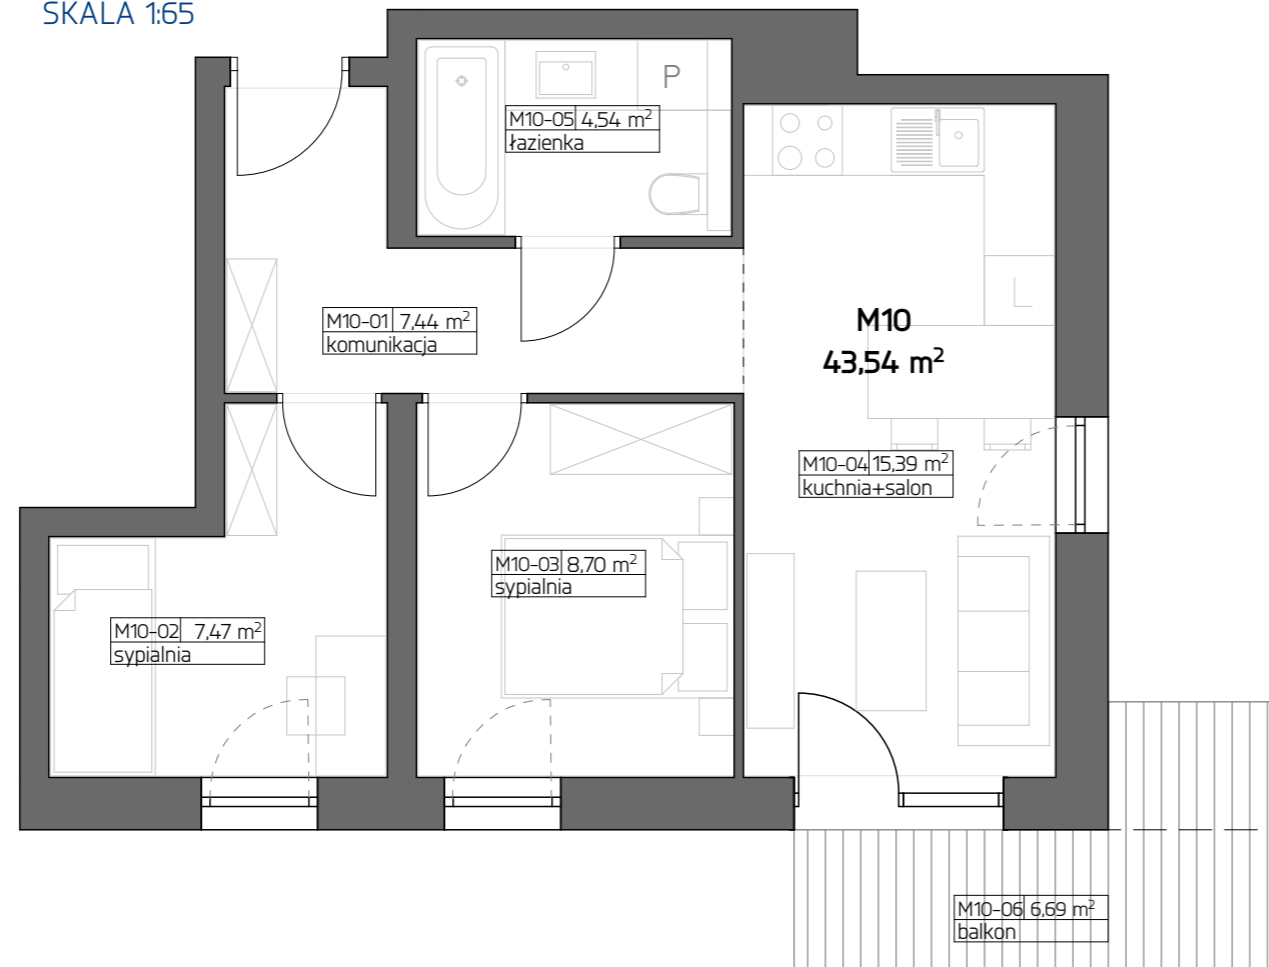 SKALA 1:65
P
M10-05 4,54 m²
łazienka
L
M10-01 7,44 m²
komunikacja
M10
43,54 m²
M10-04 15,39 m²
kuchnia+salon
M10-03 8,70 m²
sypialnia
M10-02 7,47 m²
sypialnia
M10-06 6,69 m²
balkon